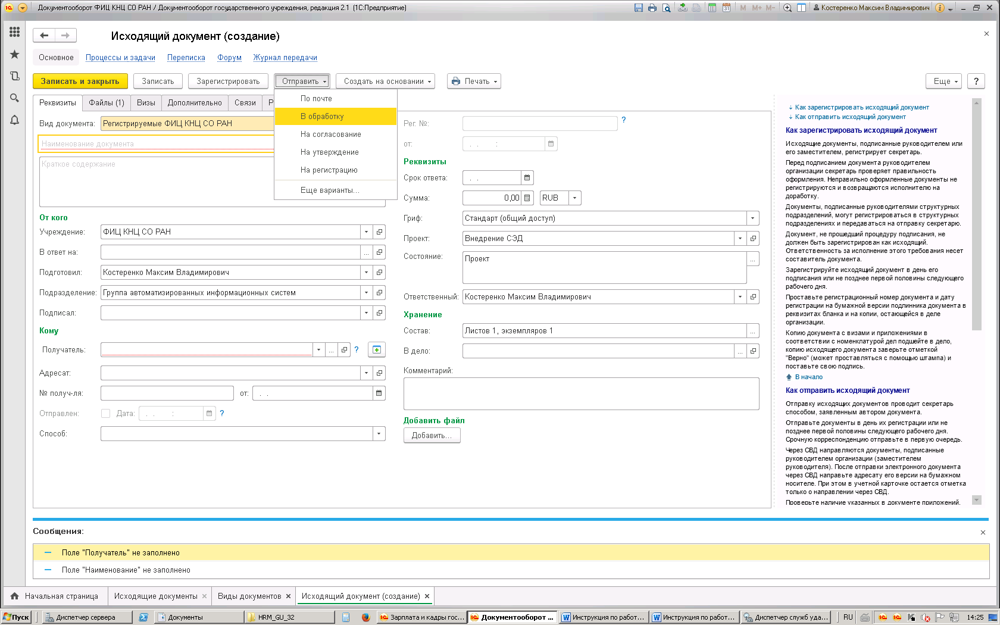 Документооборот ФИЦ КНЦ СО РАН / Документооборот государственного учреждения, редакция 2.1 (1С:Предприятие)
M M+ M-
Костеренко Максим Владимирович
Исходящий документ (создание)
Основное Процессы и задачи Переписка Форум Журнал передачи
Записать и закрыть Записать Зарегистрировать Отправить Создать на основании Печать Еще ?
Реквизиты Файлы (1) Визы Дополнительно Связи Р
По почте
В обработку
На согласование
На утверждение
На регистрацию
Еще варианты...
Вид документа: Регистрируемые ФИЦ КНЦ СО РАН
Наименование документа
Краткое содержание
От кого
Учреждение: ФИЦ КНЦ СО РАН
В ответ на: ...
Подготовил: Костеренко Максим Владимирович
Подразделение: Группа автоматизированных информационных систем
Подписал:
Кому
Получатель: ... ?
Адресат:
№ получ-ля: от: . .
Отправлен: Дата: . . : ?
Способ:
Рег. №: ?
от: . . :
Реквизиты
Срок ответа: . .
Сумма: 0,00 RUB
Гриф: Стандарт (общий доступ)
Проект: Внедрение СЭД
Состояние: Проект ...
Ответственный: Костеренко Максим Владимирович
Хранение
Состав: Листов 1, экземпляров 1 ...
В дело: ...
Комментарий:
Добавить файл
Добавить...
Как зарегистрировать исходящий документ
Как отправить исходящий документ
Как зарегистрировать исходящий документ
Исходящие документы, подписанные руководителем или
его заместителем, регистрирует секретарь.
Перед подписанием документа руководителем
организации секретарь проверяет правильность
оформления. Неправильно оформленные документы не
регистрируются и возвращаются исполнителю на
доработку.
Документы, подписанные руководителями структурных
подразделений, могут регистрироваться в структурных
подразделениях и передаваться на отправку секретарю.
Документ, не прошедший процедуру подписания, не
должен быть зарегистрирован как исходящий.
Ответственность за исполнение этого требования несет
составитель документа.
Зарегистрируйте исходящий документ в день его
подписания или не позднее первой половины следующего
рабочего дня.
Проставьте регистрационный номер документа и дату
регистрации на бумажной версии подлинника документа в
реквизитах бланка и на копии, остающейся в деле
организации.
Копию документа с визами и приложениями в
соответствии с номенклатурой дел подшейте в дело,
копию исходящего документа заверьте отметкой
"Верно" (может проставляться с помощью штампа) и
поставьте свою подпись.
В начало
Как отправить исходящий документ
Отправку исходящих документов проводит секретарь
способом, заявленным автором документа.
Отправьте документы в день их регистрации или не
позднее первой половины следующего рабочего дня.
Срочную корреспонденцию отправьте в первую очередь.
Через СВД направляются документы, подписанные
руководителем организации (заместителем
руководителя). После отправки электронного документа
через СВД направьте адресату его версии на бумажном
носителе. При этом в учетной карточке остается отметка
только о направлении через СВД.
Проверьте наличие указанных в документе приложений.
Сообщения:
Поле "Получатель" не заполнено
Поле "Наименование" не заполнено
Начальная страница Исходящие документы Виды документов Исходящий документ (создание)
Пуск Диспетчер сервера Документы HRM_GU_32 Зарплата и кадры гос... Документооборот ... Инструкция по работ... Инструкция по работ... Диспетчер служб уда... RU 14:25